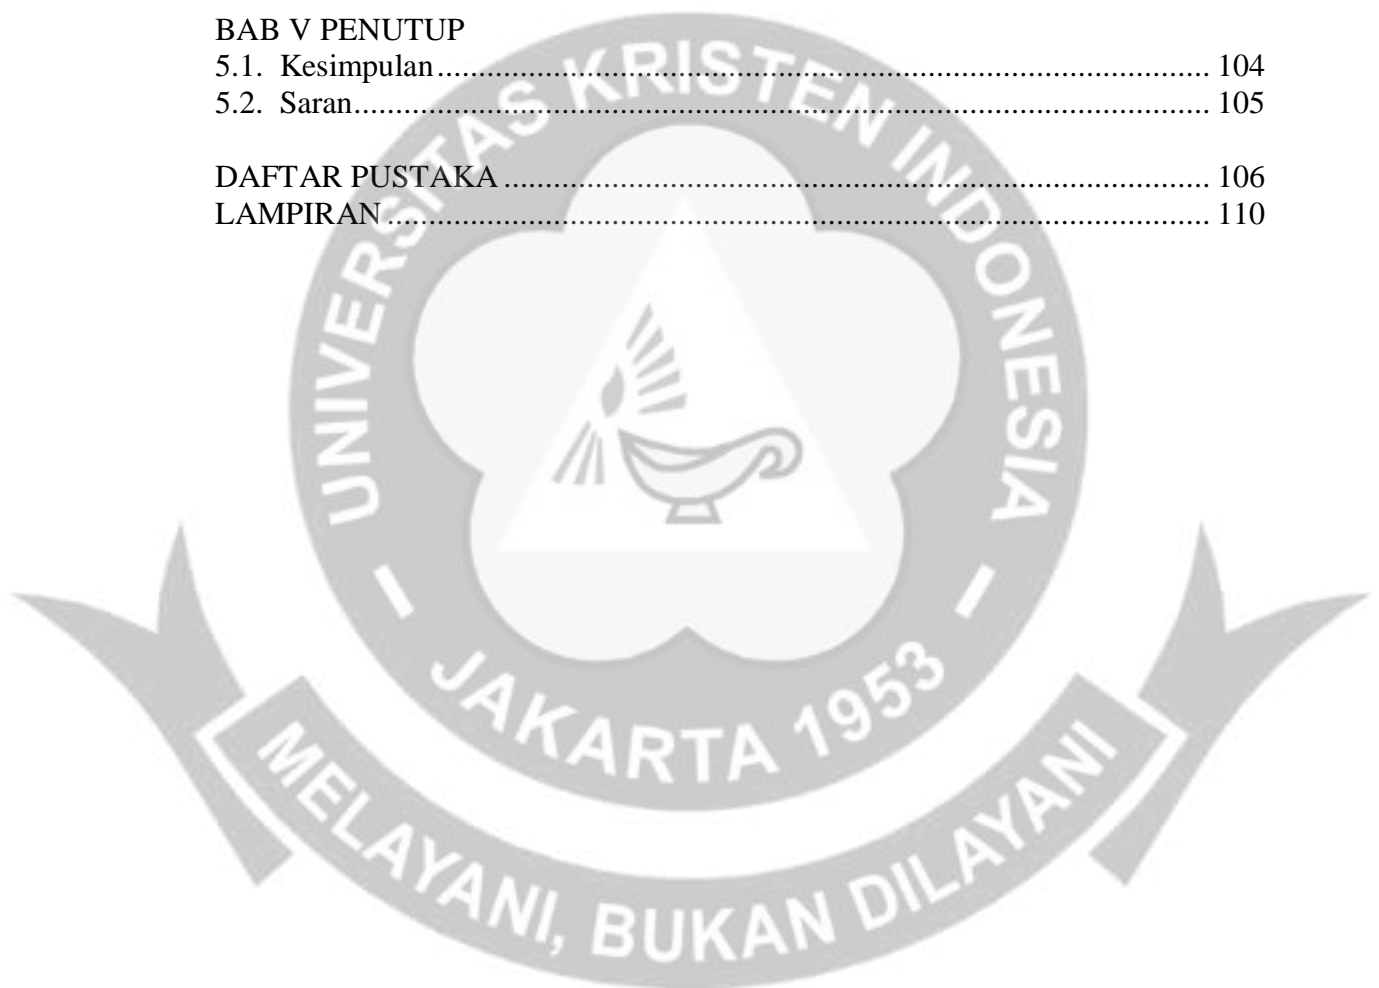 BAB V PENUTUP
5.1. Kesimpulan.......................................................................................... 104
5.2. Saran.................................................................................................... 105
DAFTAR PUSTAKA.................................................................................... 106
LAMPIRAN.................................................................................................. 110
UNIVERSITAS KRISTEN INDONESIA
JAKARTA 1953
MELAYANI, BUKAN DILAYANI